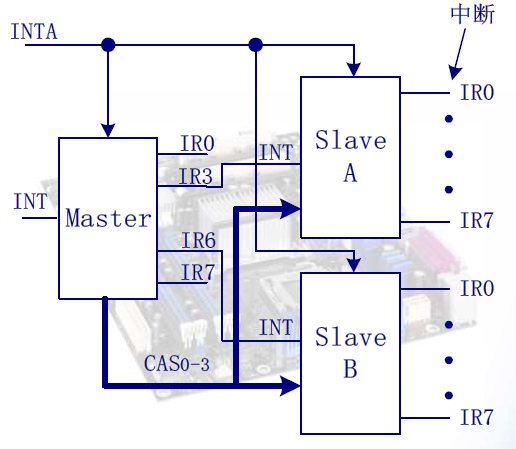 中断
INTA
IR0
Slave
A
INT
IR7
IR0
IR3
INT
Master
IR6
IR7
CAS0-3
IR0
INT
Slave
B
IR7